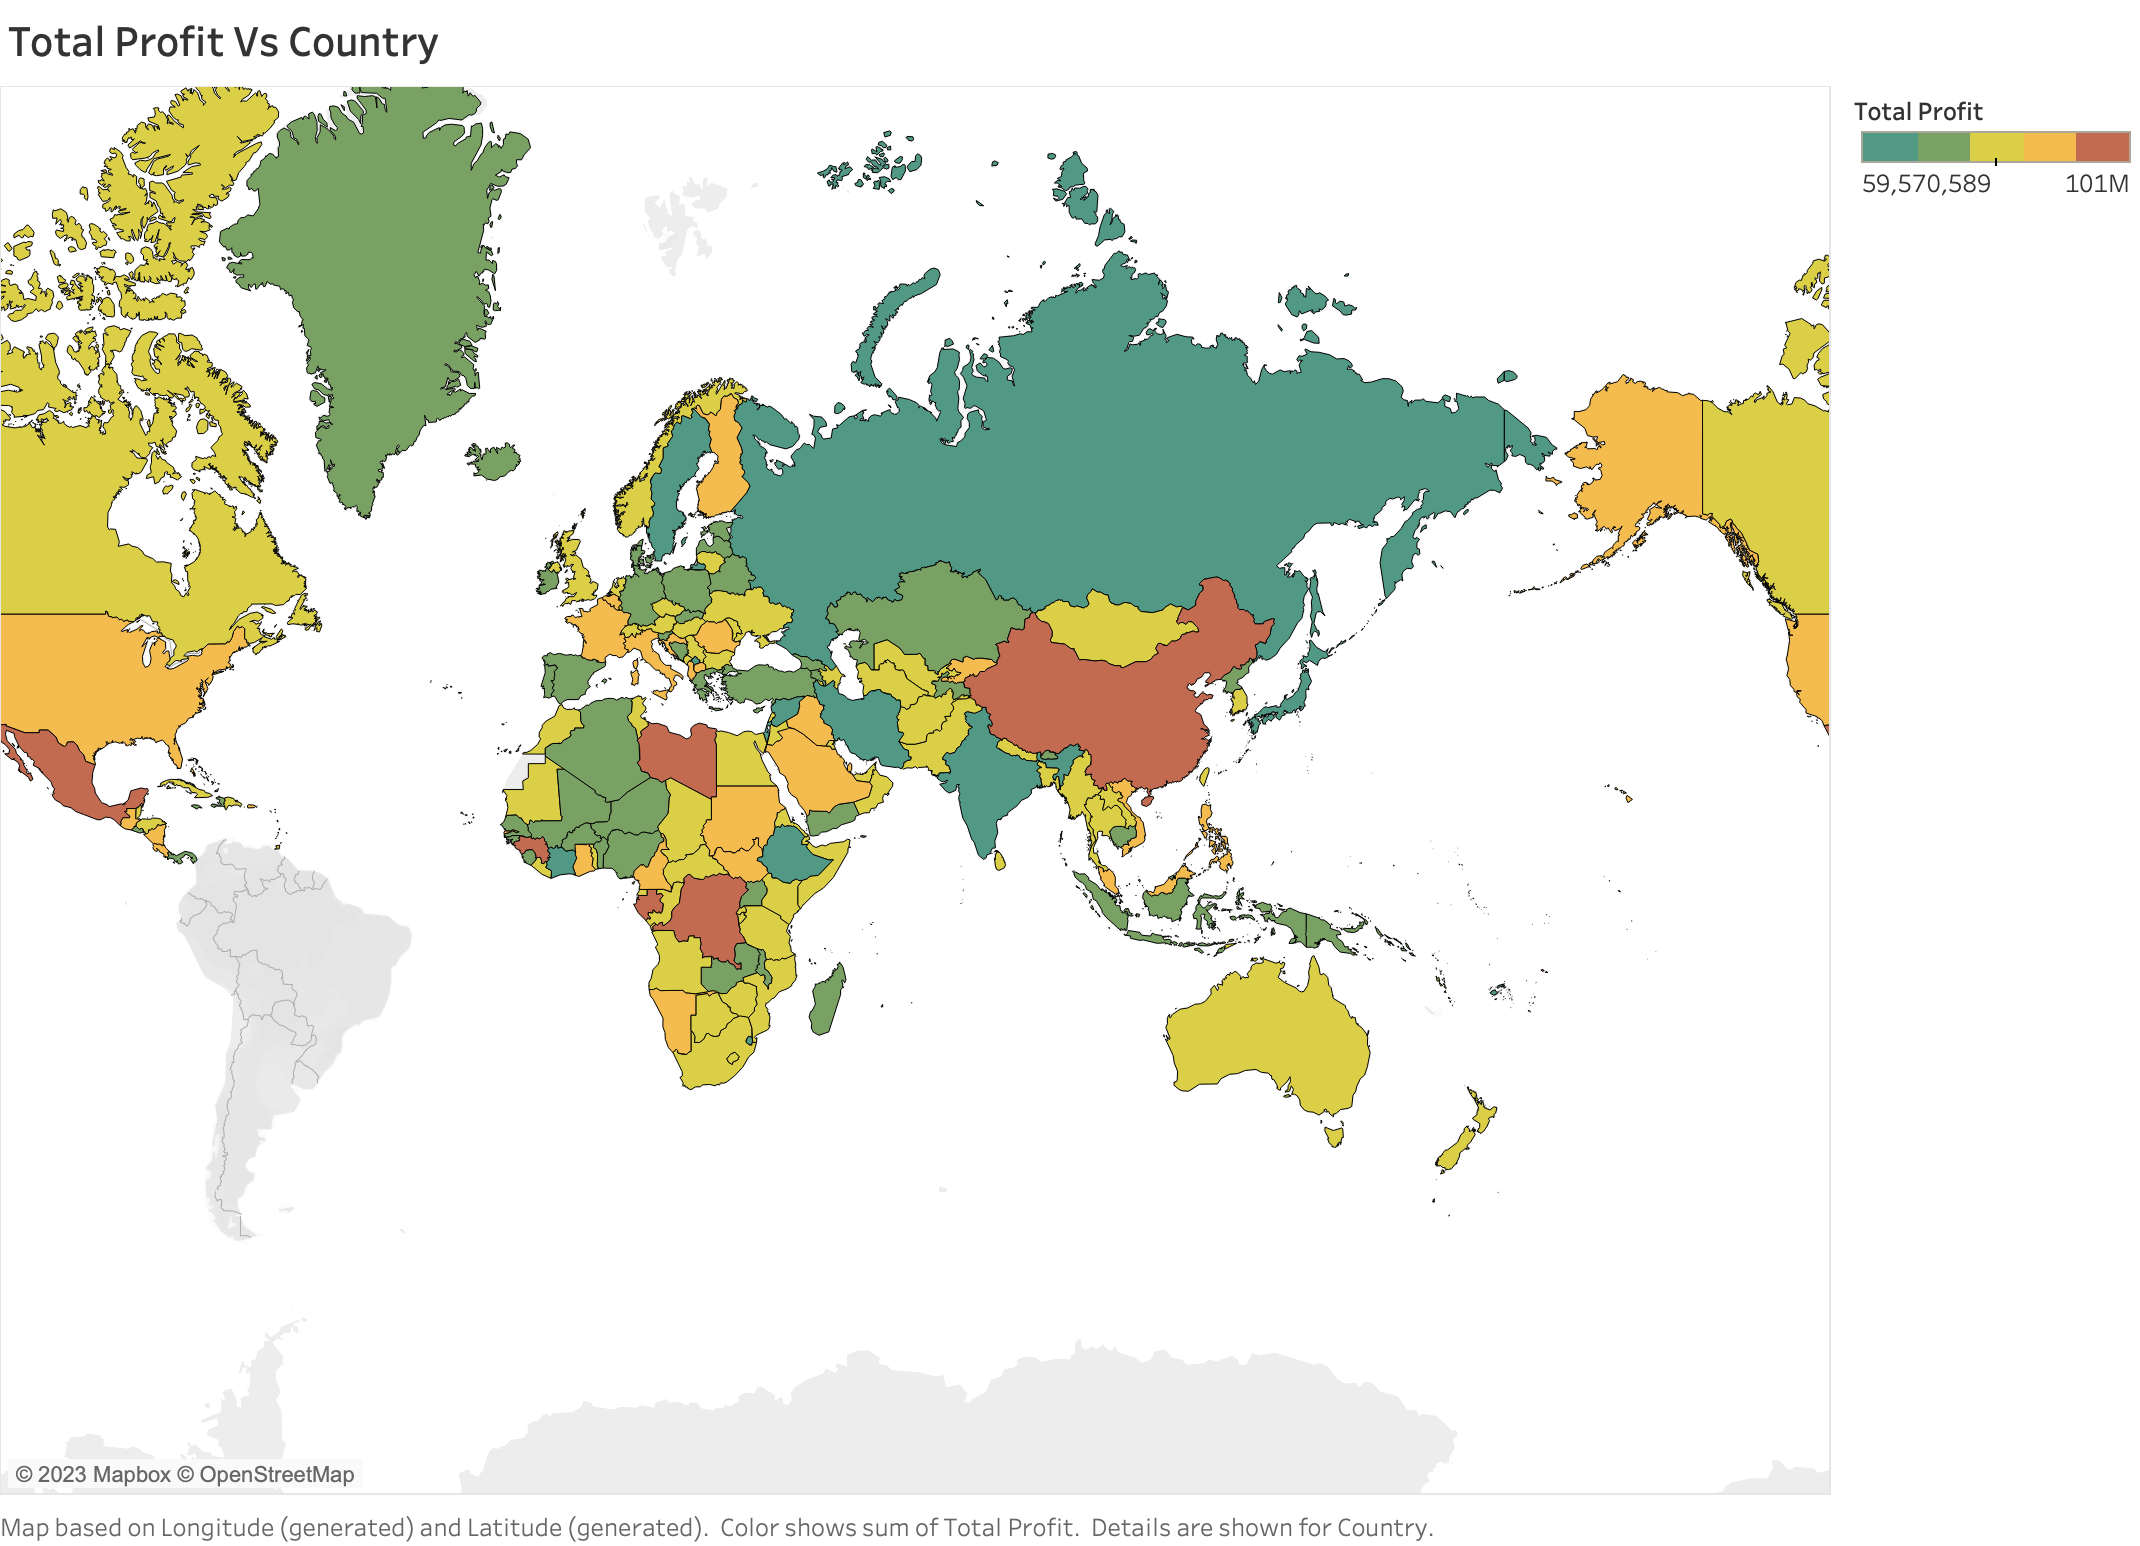 Total Profit Vs Country
Total Profit
59,570,589 101M
© 2023 Mapbox © OpenStreetMap
Map based on Longitude (generated) and Latitude (generated).  Color shows sum of Total Profit.  Details are shown for Country.